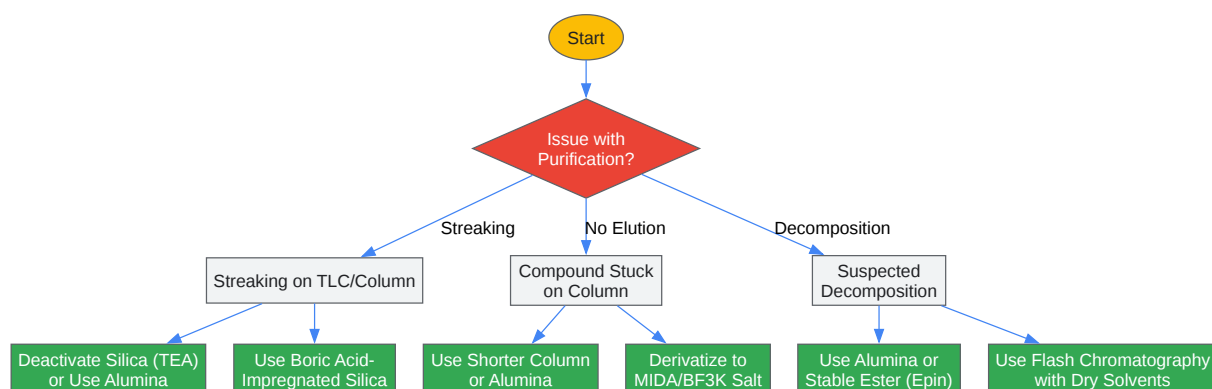 Start
Issue with
Purification?
Streaking
No Elution
Decomposition
Streaking on TLC/Column
Compound Stuck
on Column
Suspected
Decomposition
Deactivate Silica (TEA)
or Use Alumina
Use Boric Acid-
Impregnated Silica
Use Shorter Column
or Alumina
Derivatize to
MIDA/BF3K Salt
Use Alumina or
Stable Ester (Epin)
Use Flash Chromatography
with Dry Solvents